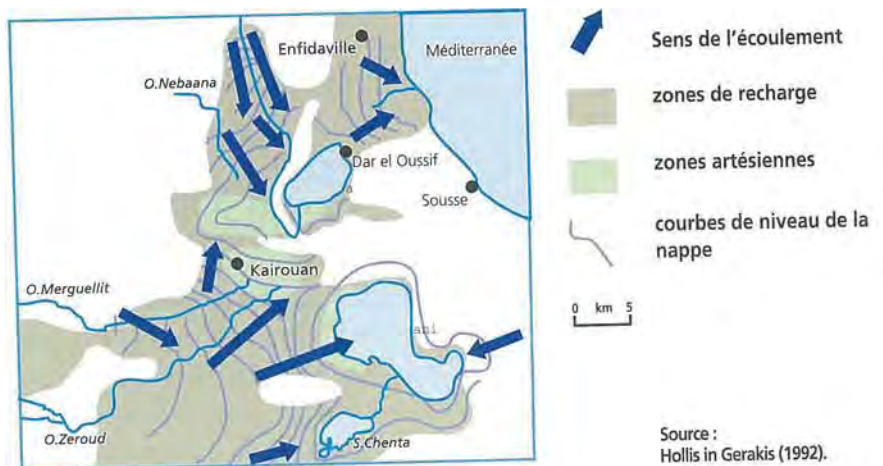 Enfidaville
Méditerranée
O.Nebaana
Dar el Oussif
a
Sousse
Kairouan
O.Merguellit
ani
O.Zeroud
S.Chenta
Sens de l'écoulement
zones de recharge
zones artésiennes
courbes de niveau de la
nappe
0 km 5
Source :
Hollis in Gerakis (1992).